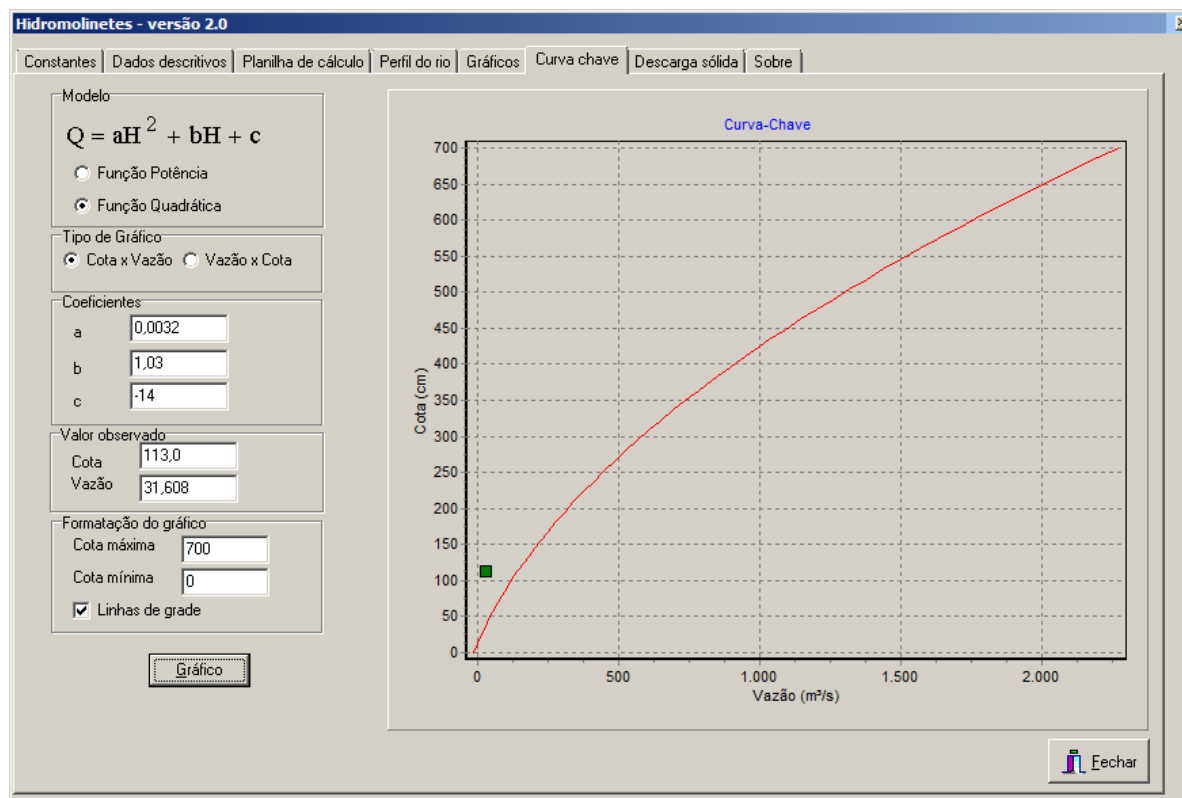 Hidromolinetes - versão 2.0
Constantes Dados descritivos Planilha de cálculo Perfil do rio Gráficos Curva chave Descarga sólida Sobre
Modelo
Q = aH² + bH + c
Função Potência
Função Quadrática
Tipo de Gráfico
Cota x Vazão Vazão x Cota
Coeficientes
a 0,0032
b 1,03
c -14
Valor observado
Cota 113,0
Vazão 31,608
Formatação do gráfico
Cota máxima 700
Cota mínima 0
Linhas de grade
Gráfico
Curva-Chave
700
650
600
550
500
450
400
350
300
250
200
150
100
50
0
Cota (cm)
0 500 1.000 1.500 2.000
Vazão (m³/s)
Fechar